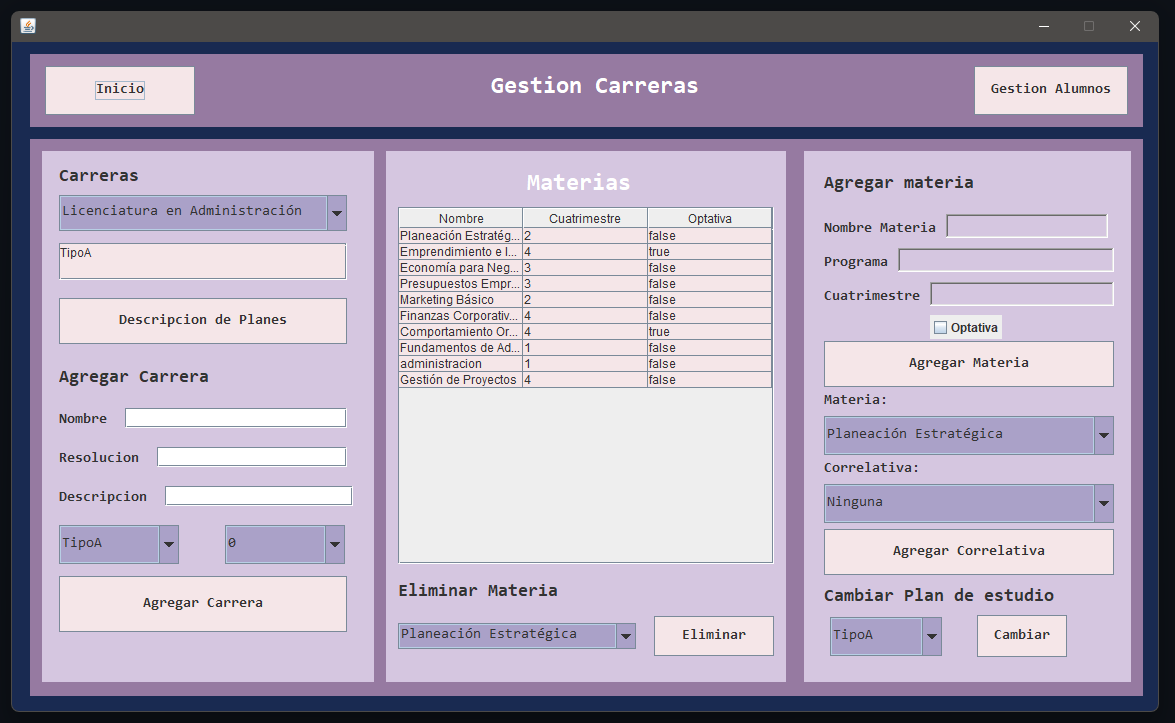 Inicio
Gestion Carreras
Gestion Alumnos
Carreras
Licenciatura en Administración
TipoA
Descripcion de Planes
Agregar Carrera
Nombre
Resolucion
Descripcion
TipoA 0
Agregar Carrera
Materias
Nombre Cuatrimestre Optativa
Planeación Estratég... 2 false
Emprendimiento e I... 4 true
Economía para Neg... 3 false
Presupuestos Empr... 3 false
Marketing Básico 2 false
Finanzas Corporativ... 4 false
Comportamiento Or... 4 true
Fundamentos de Ad... 1 false
administracion 1 false
Gestión de Proyectos 4 false
Eliminar Materia
Planeación Estratégica Eliminar
Agregar materia
Nombre Materia
Programa
Cuatrimestre
Optativa
Agregar Materia
Materia:
Planeación Estratégica
Correlativa:
Ninguna
Agregar Correlativa
Cambiar Plan de estudio
TipoA Cambiar